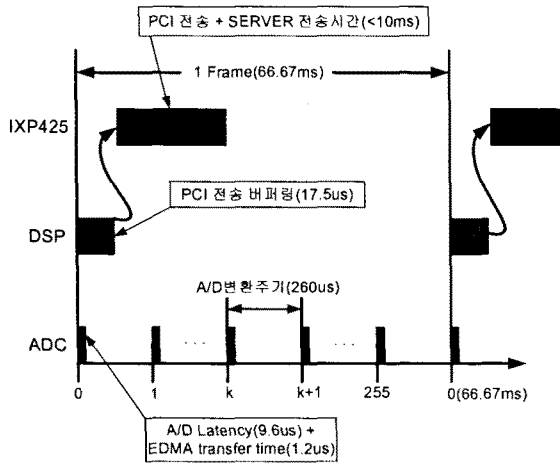 PCI 전송 + SERVER 전송시간(<10ms)
1 Frame(66.67ms)
IXP425
PCI 전송 버퍼링(17.5us)
DSP
A/D변환주기(260us)
ADC
... ...
0 1 k k+1 255 0(66.67ms)
A/D Latency(9.6us) +
EDMA transfer time(1.2us)